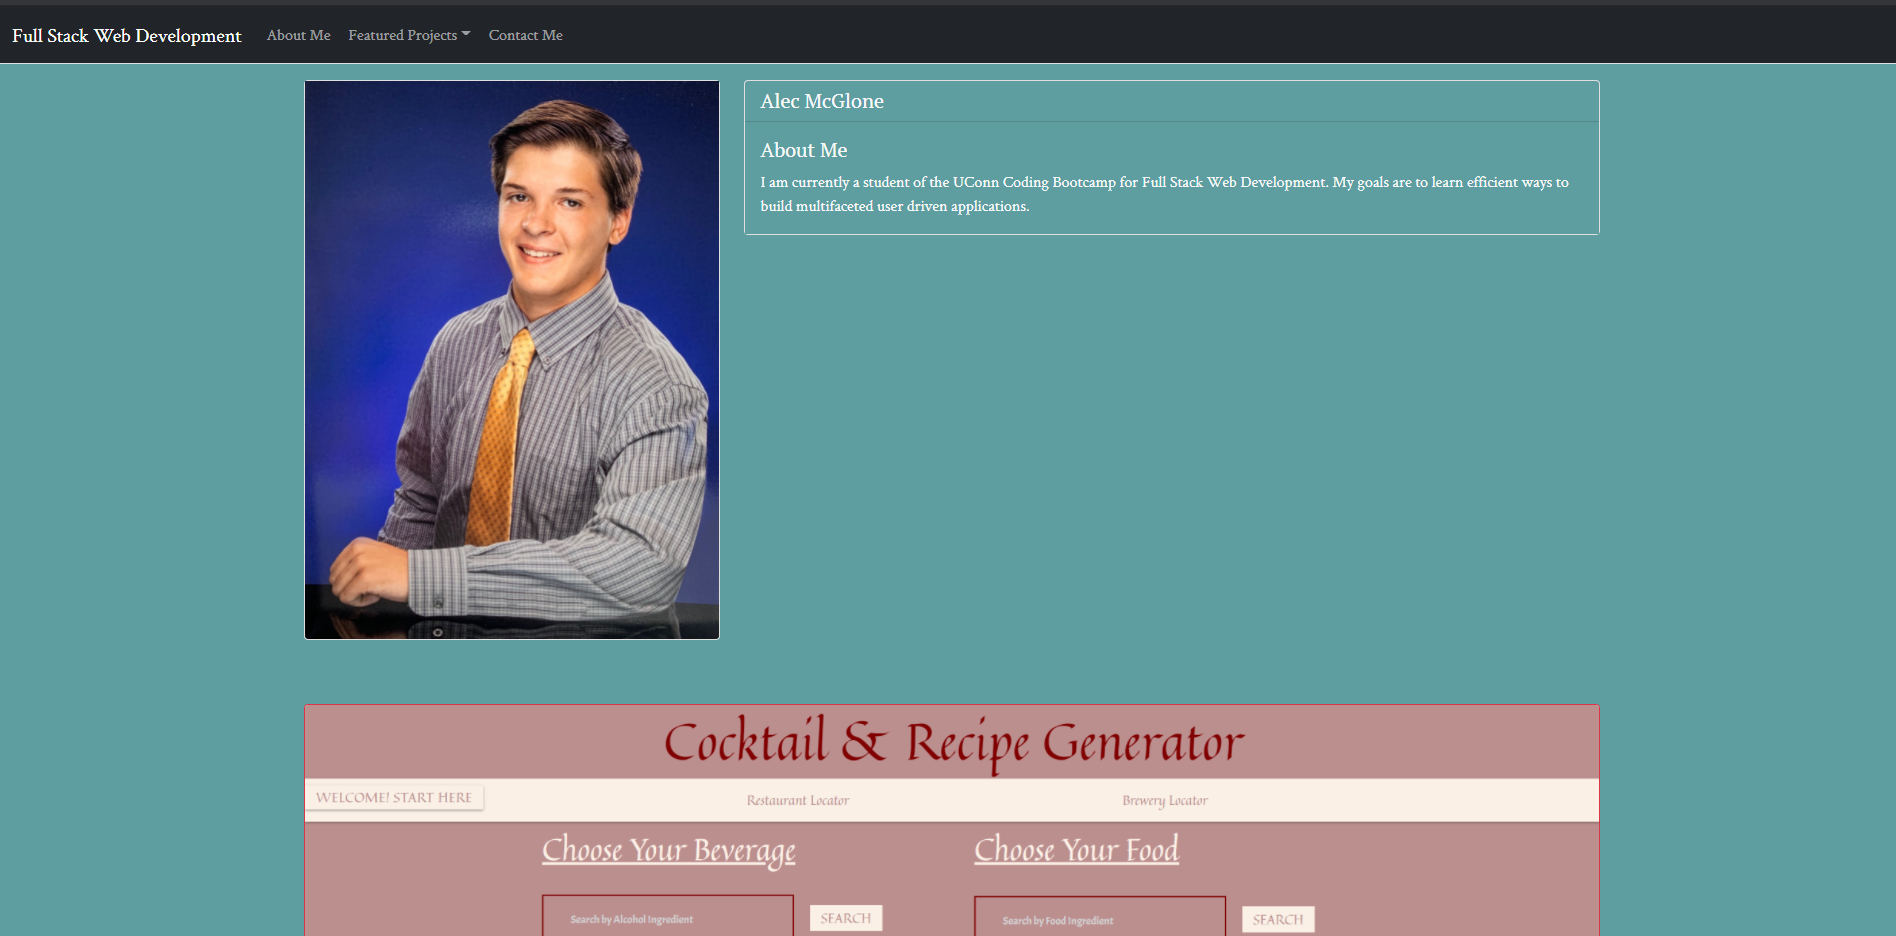 Full Stack Web Development About Me Featured Projects Contact Me
Alec McGlone
About Me
I am currently a student of the UConn Coding Bootcamp for Full Stack Web Development. My goals are to learn efficient ways to
build multifaceted user driven applications.
Cocktail & Recipe Generator
WELCOME! START HERE Restaurant Locator Brewery Locator
Choose Your Beverage Choose Your Food
Search by Alcohol Ingredient SEARCH Search by Food Ingredient SEARCH